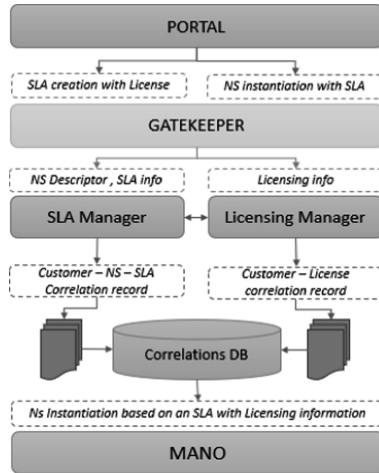 PORTAL
SLA creation with License
NS instantiation with SLA
GATEKEEPER
NS Descriptor , SLA info
Licensing info
SLA Manager
Licensing Manager
Customer – NS – SLA
Correlation record
Customer – License
correlation record
Correlations DB
Ns Instantiation based on an SLA with Licensing information
MANO